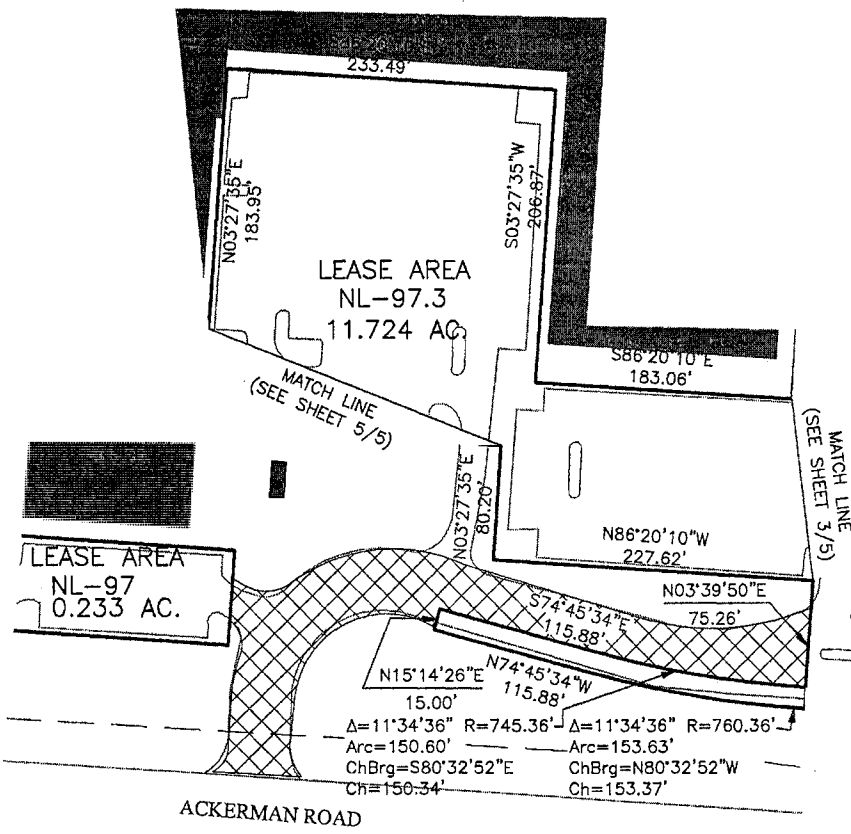 233.49'
N03°27'35"E
183.95'
S03°27'35"W
206.87'
LEASE AREA
NL-97.3
11.724 AC.
S86°20'10"E
183.06'
MATCH LINE
(SEE SHEET 5/5)
MATCH LINE
(SEE SHEET 3/5)
N03°27'35"E
80.20'
N86°20'10"W
227.62'
LEASE AREA
NL-97
0.233 AC.
N03°39'50"E
75.26'
S74°45'34"E
115.88'
N15°14'26"E
15.00'
N74°45'34"W
115.88'
Δ=11°34'36" R=745.36'
Arc=150.60'
ChBrg=S80°32'52"E
Ch=150.34'
Δ=11°34'36" R=760.36'
Arc=153.63'
ChBrg=N80°32'52"W
Ch=153.37'
ACKERMAN ROAD